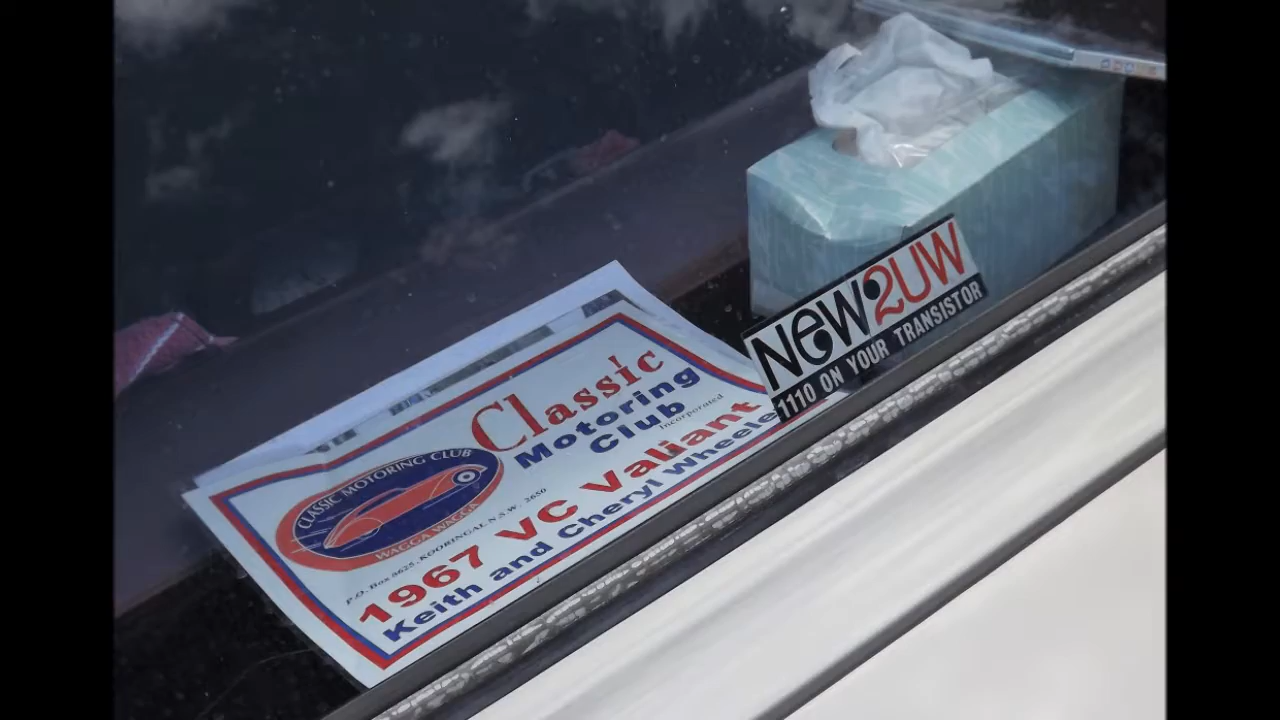 NEW2UW
1110 ON YOUR TRANSISTOR
Classic
Motoring
Club
Incorporated
CLASSIC MOTORING CLUB
WAGGA WAGGA
P.O. Box 8625, KOORINGAL N.S.W. 2650
1967 VC Valiant
Keith and Cheryl Wheele